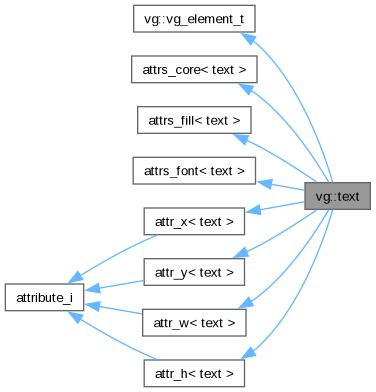 vg::vg_element_t
attrs_core< text >
attrs_fill< text >
attrs_font< text >
vg::text
attr_x< text >
attr_y< text >
attribute_i
attr_w< text >
attr_h< text >